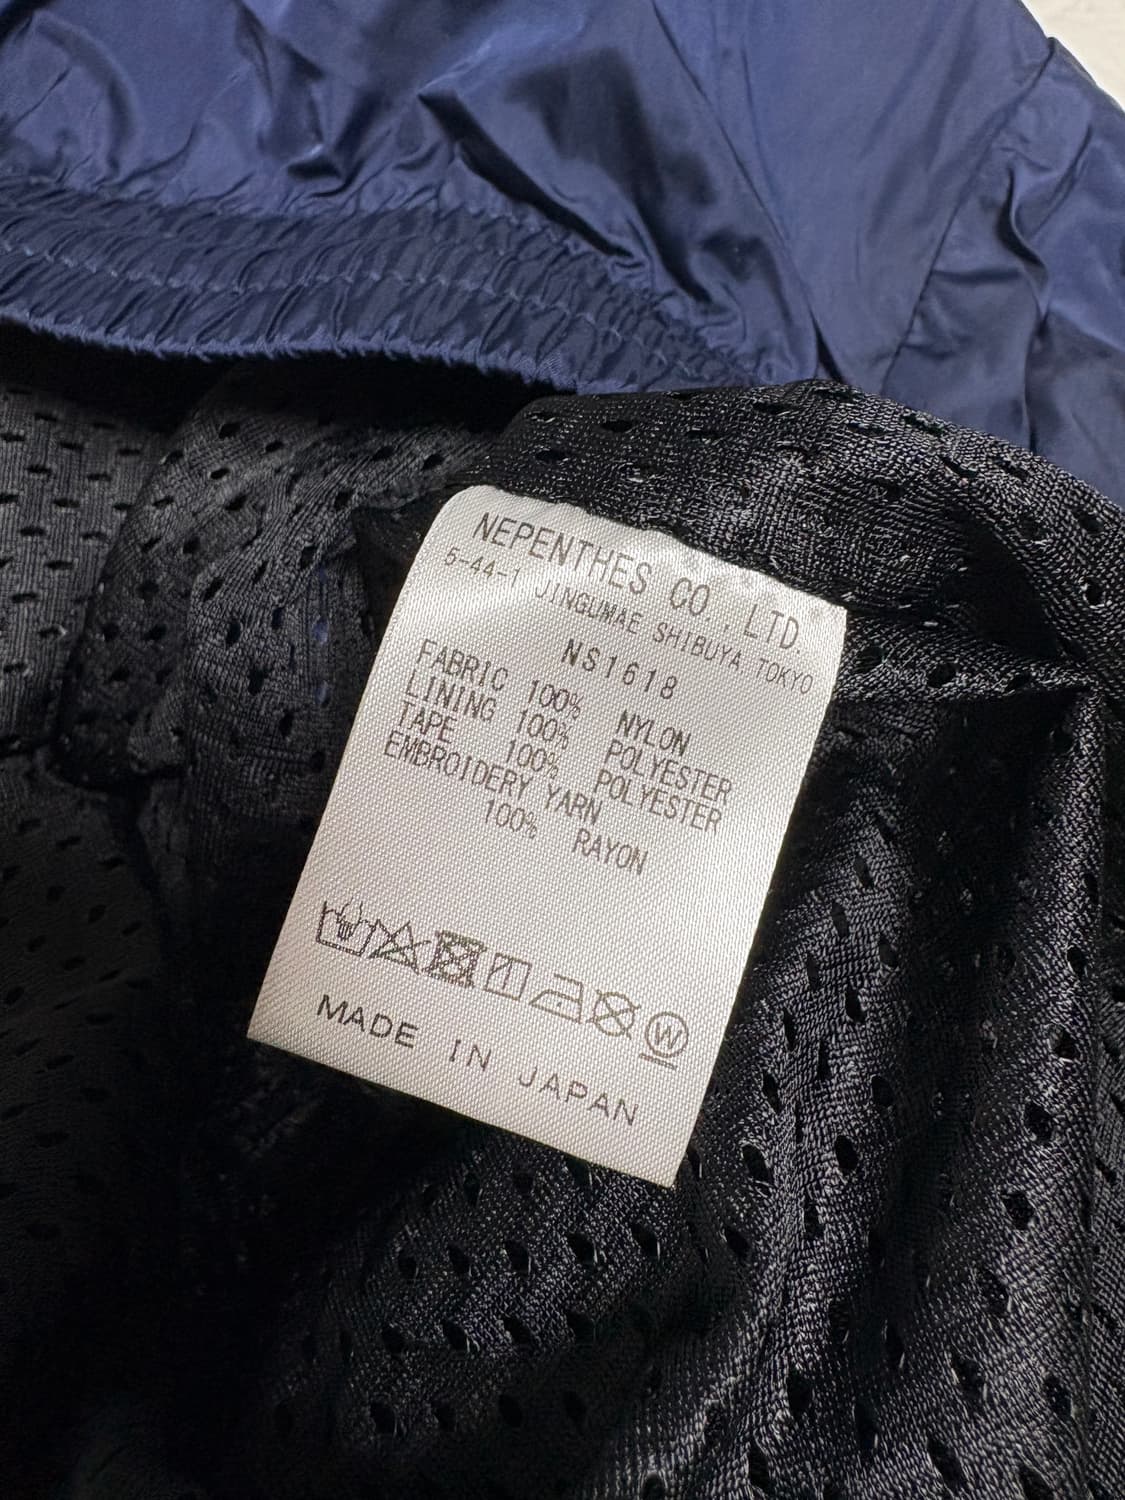 NEPENTHES CO.,LTD.
5-44-1 JINGUMAE SHIBUYA TOKYO
NS1618
FABRIC 100% NYLON
LINING 100% POLYESTER
TAPE 100% POLYESTER
EMBROIDERY YARN
100% RAYON
W
MADE IN JAPAN